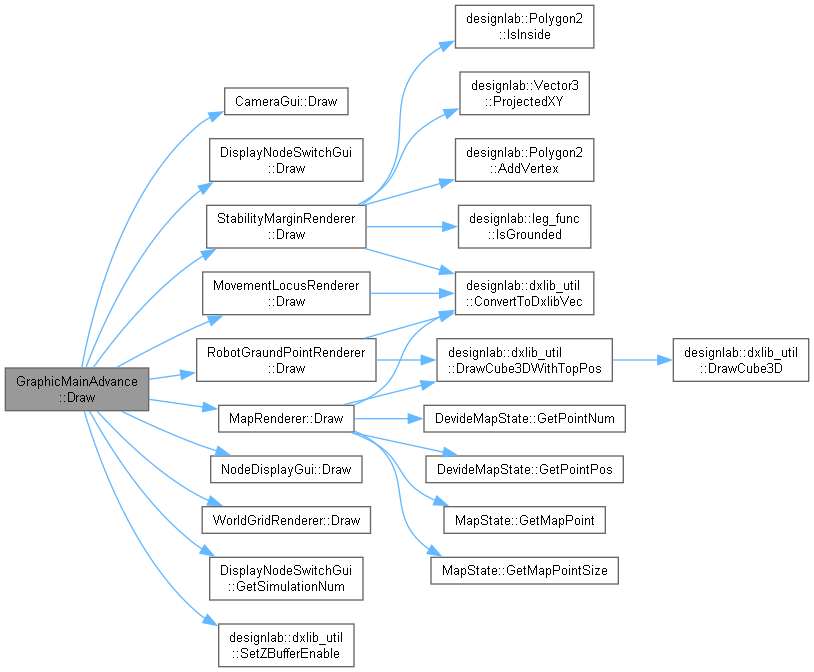 GraphicMainAdvance
::Draw
CameraGui::Draw
DisplayNodeSwitchGui
::Draw
StabilityMarginRenderer
::Draw
MovementLocusRenderer
::Draw
RobotGraundPointRenderer
::Draw
MapRenderer::Draw
NodeDisplayGui::Draw
WorldGridRenderer::Draw
DisplayNodeSwitchGui
::GetSimulationNum
designlab::dxlib_util
::SetZBufferEnable
designlab::Polygon2
::IsInside
designlab::Vector3
::ProjectedXY
designlab::Polygon2
::AddVertex
designlab::leg_func
::IsGrounded
designlab::dxlib_util
::ConvertToDxlibVec
designlab::dxlib_util
::DrawCube3DWithTopPos
DevideMapState::GetPointNum
DevideMapState::GetPointPos
MapState::GetMapPoint
MapState::GetMapPointSize
designlab::dxlib_util
::DrawCube3D